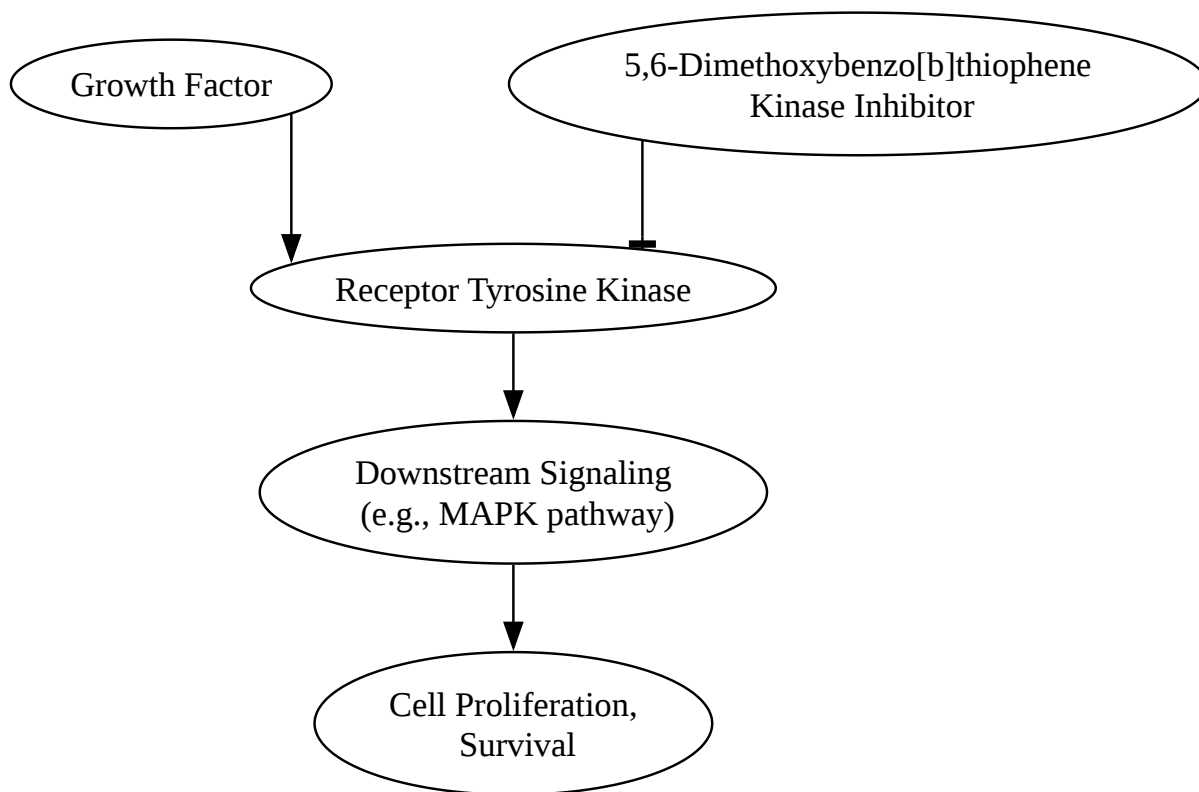 Growth Factor
5,6-Dimethoxybenzo[b]thiophene
Kinase Inhibitor
Receptor Tyrosine Kinase
Downstream Signaling
(e.g., MAPK pathway)
Cell Proliferation,
Survival